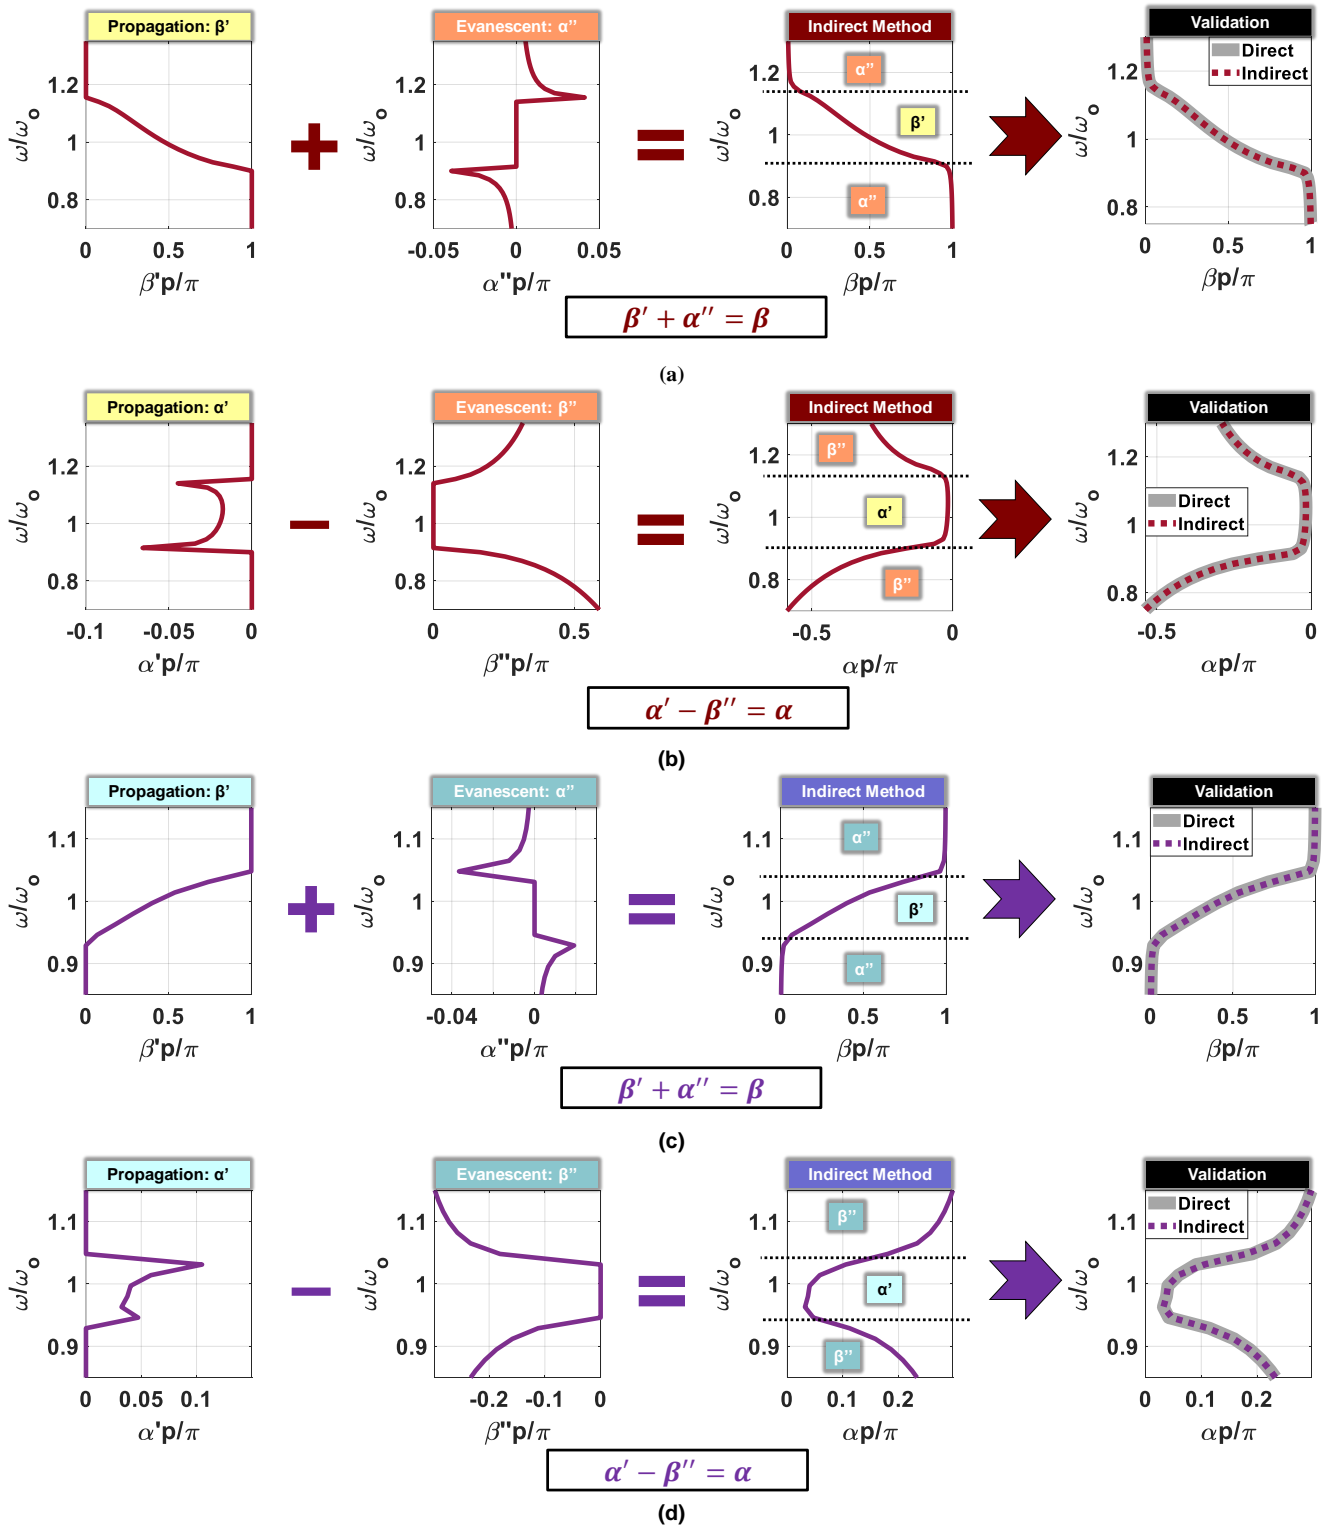 Propagation: β’
Evanescent: α”
Indirect Method
Validation
1.2
1
0.8
ω/ωo
0 0.5 1
β'p/π
+
1.2
1
0.8
ω/ωo
-0.05 0 0.05
α''p/π
=
1.2
1
0.8
ω/ωo
α”
β’
α”
0 0.5 1
βp/π
Direct
Indirect
1.2
1
0.8
ω/ωo
0 0.5 1
βp/π
β′ + α″ = β
(a)
Propagation: α’
Evanescent: β”
Indirect Method
Validation
1.2
1
0.8
ω/ωo
-0.1 -0.05 0
α'p/π
−
1.2
1
0.8
ω/ωo
0 0.5
β''p/π
=
1.2
1
0.8
ω/ωo
β”
α’
β”
-0.5 0
αp/π
Direct
Indirect
1.2
1
0.8
ω/ωo
-0.5 0
αp/π
α′ − β″ = α
(b)
Propagation: β’
Evanescent: α”
Indirect Method
Validation
1.1
1
0.9
ω/ωo
0 0.5 1
β'p/π
+
1.1
1
0.9
ω/ωo
-0.04 0
α''p/π
=
1.1
1
0.9
ω/ωo
α”
β’
α”
0 0.5 1
βp/π
Direct
Indirect
1.1
1
0.9
ω/ωo
0 0.5 1
βp/π
β′ + α″ = β
(c)
Propagation: α’
Evanescent: β”
Indirect Method
Validation
1.1
1
0.9
ω/ωo
0 0.05 0.1
α'p/π
−
1.1
1
0.9
ω/ωo
-0.2 -0.1 0
β''p/π
=
1.1
1
0.9
ω/ωo
β”
α’
β”
0 0.1 0.2
αp/π
Direct
Indirect
1.1
1
0.9
ω/ωo
0 0.1 0.2
αp/π
α′ − β″ = α
(d)